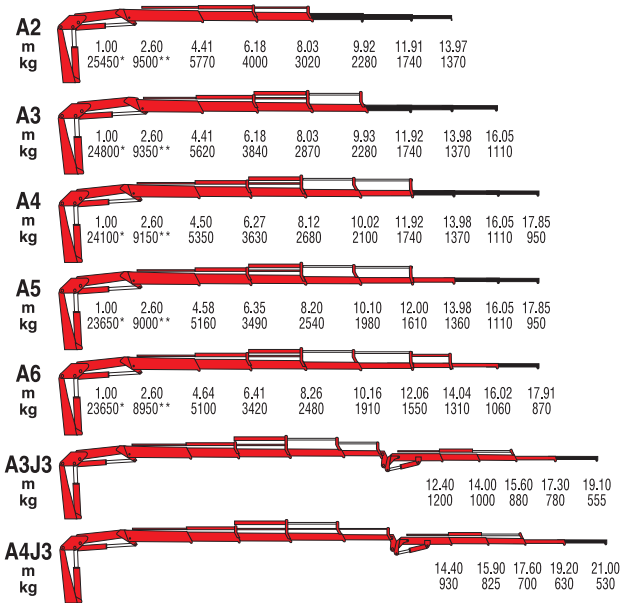 A2
m 1.00 2.60 4.41 6.18 8.03 9.92 11.91 13.97
kg 25450* 9500** 5770 4000 3020 2280 1740 1370
A3
m 1.00 2.60 4.41 6.18 8.03 9.93 11.92 13.98 16.05
kg 24800* 9350** 5620 3840 2870 2280 1740 1370 1110
A4
m 1.00 2.60 4.50 6.27 8.12 10.02 11.92 13.98 16.05 17.85
kg 24100* 9150** 5350 3630 2680 2100 1740 1370 1110 950
A5
m 1.00 2.60 4.58 6.35 8.20 10.10 12.00 13.98 16.05 17.85
kg 23650* 9000** 5160 3490 2540 1980 1610 1360 1110 950
A6
m 1.00 2.60 4.64 6.41 8.26 10.16 12.06 14.04 16.02 17.91
kg 23650* 8950** 5100 3420 2480 1910 1550 1310 1060 870
A3J3
m 12.40 14.00 15.60 17.30 19.10
kg 1200 1000 880 780 555
A4J3
m 14.40 15.90 17.60 19.20 21.00
kg 930 825 700 630 530